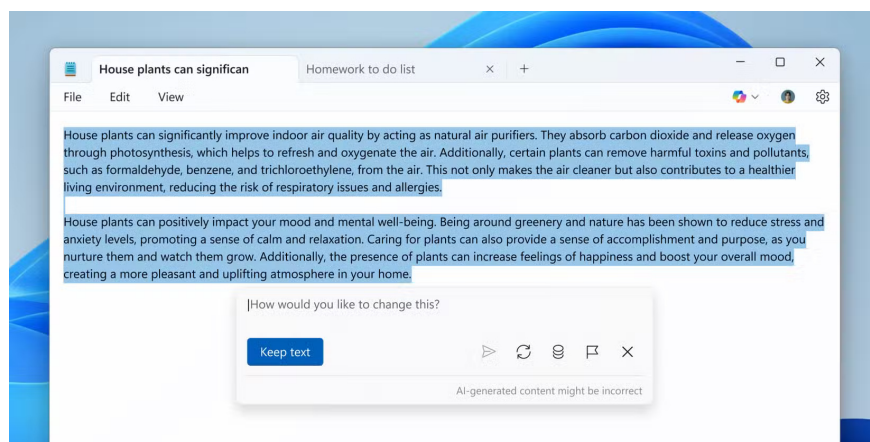 House plants can significan
Homework to do list
File Edit View
House plants can significantly improve indoor air quality by acting as natural air purifiers. They absorb carbon dioxide and release oxygen
through photosynthesis, which helps to refresh and oxygenate the air. Additionally, certain plants can remove harmful toxins and pollutants,
such as formaldehyde, benzene, and trichloroethylene, from the air. This not only makes the air cleaner but also contributes to a healthier
living environment, reducing the risk of respiratory issues and allergies.
House plants can positively impact your mood and mental well-being. Being around greenery and nature has been shown to reduce stress and
anxiety levels, promoting a sense of calm and relaxation. Caring for plants can also provide a sense of accomplishment and purpose, as you
nurture them and watch them grow. Additionally, the presence of plants can increase feelings of happiness and boost your overall mood,
creating a more pleasant and uplifting atmosphere in your home.
How would you like to change this?
Keep text
AI-generated content might be incorrect